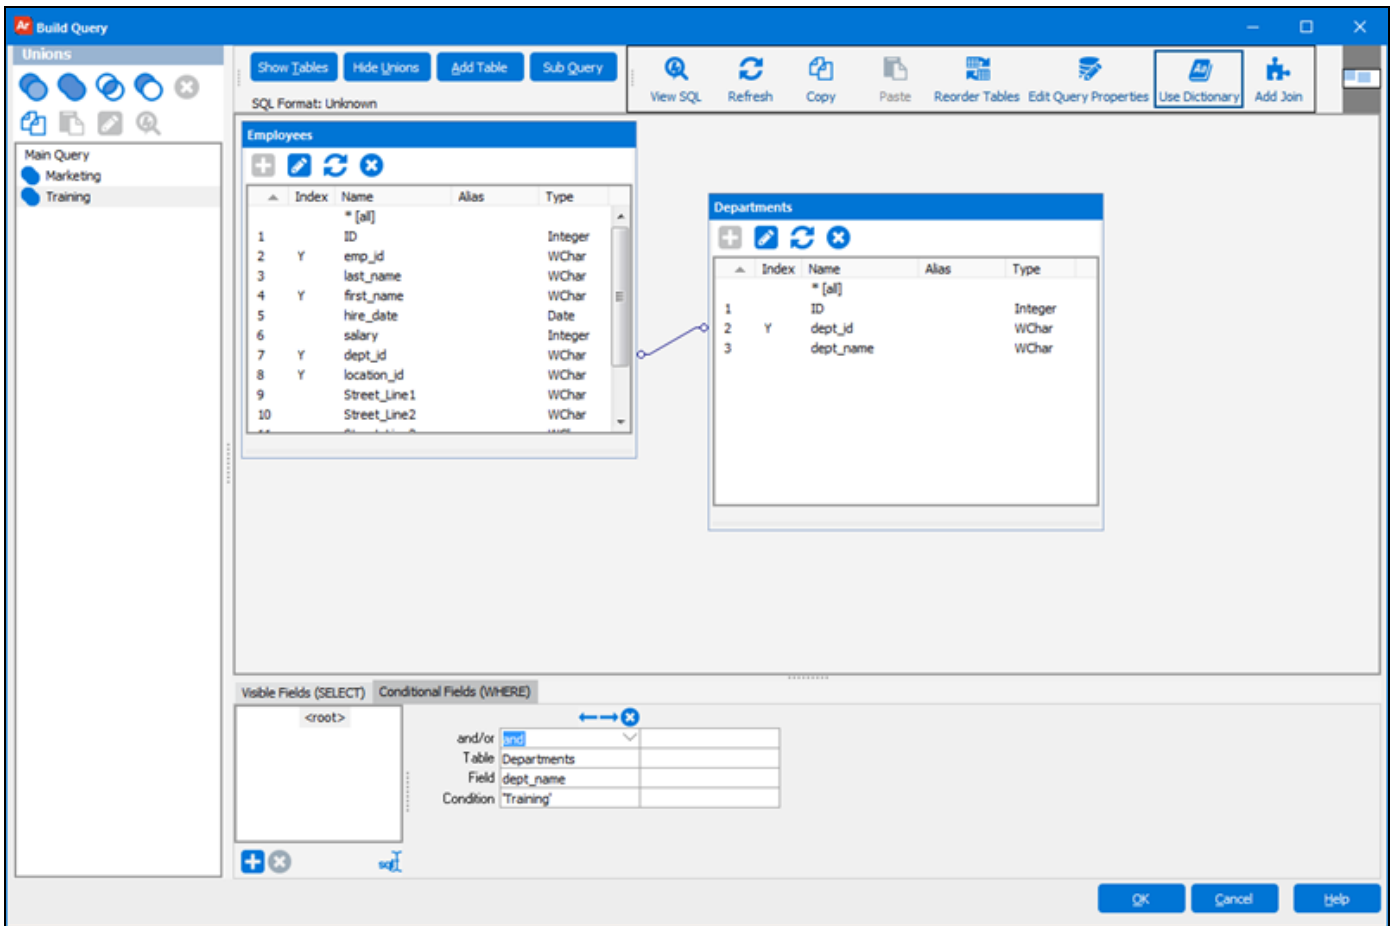 Ar Build Query
Unions
Show Tables Hide Unions Add Table Sub Query
SQL Format: Unknown
View SQL Refresh Copy Paste Reorder Tables Edit Query Properties Use Dictionary Add Join
Main Query
Marketing
Training
Employees
Index Name Alias Type
* [all]
1 ID Integer
2 Y emp_id WChar
3 last_name WChar
4 Y first_name WChar
5 hire_date Date
6 salary Integer
7 Y dept_id WChar
8 Y location_id WChar
9 Street_Line1 WChar
10 Street_Line2 WChar
Departments
Index Name Alias Type
* [all]
1 ID Integer
2 Y dept_id WChar
3 dept_name WChar
Visible Fields (SELECT) Conditional Fields (WHERE)
<root>
and/or and
Table Departments
Field dept_name
Condition 'Training'
sql
OK Cancel Help